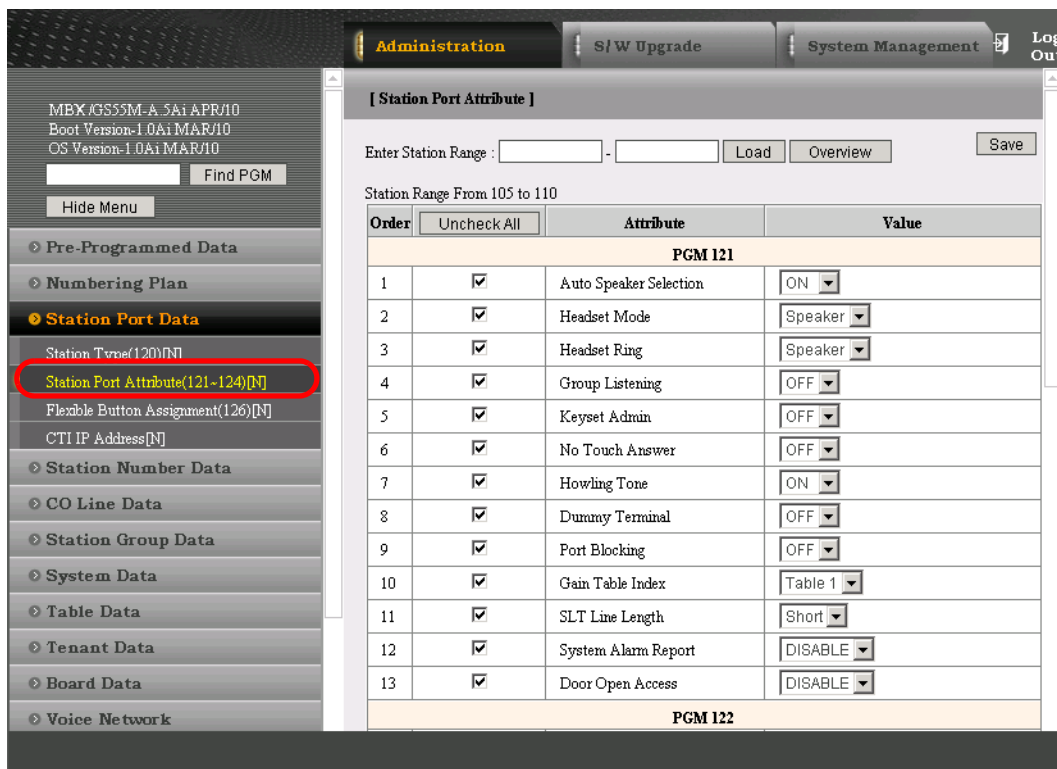 Administration
S/W Upgrade
System Management
Log
Out
MBX /GS55M-A.5Ai APR/10
Boot Version-1.0Ai MAR/10
OS Version-1.0Ai MAR/10
Find PGM
Hide Menu
Pre-Programmed Data
Numbering Plan
Station Port Data
Station Type(120)[N]
Station Port Attribute(121~124)[N]
Flexible Button Assignment(126)[N]
CTI IP Address[N]
Station Number Data
CO Line Data
Station Group Data
System Data
Table Data
Tenant Data
Board Data
Voice Network
[ Station Port Attribute ]
Enter Station Range : - Load Overview Save
Station Range From 105 to 110
Order Uncheck All Attribute Value
PGM 121
1 Auto Speaker Selection ON
2 Headset Mode Speaker
3 Headset Ring Speaker
4 Group Listening OFF
5 Keyset Admin OFF
6 No Touch Answer OFF
7 Howling Tone ON
8 Dummy Terminal OFF
9 Port Blocking OFF
10 Gain Table Index Table 1
11 SLT Line Length Short
12 System Alarm Report DISABLE
13 Door Open Access DISABLE
PGM 122